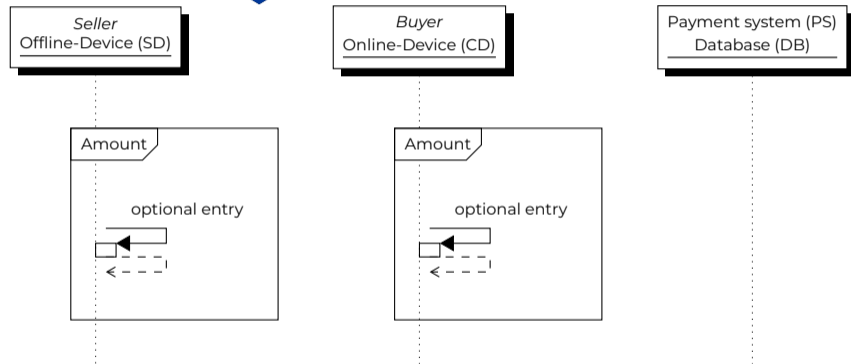 Seller
Offline-Device (SD)
Buyer
Online-Device (CD)
Payment system (PS)
Database (DB)
Amount
optional entry
Amount
optional entry